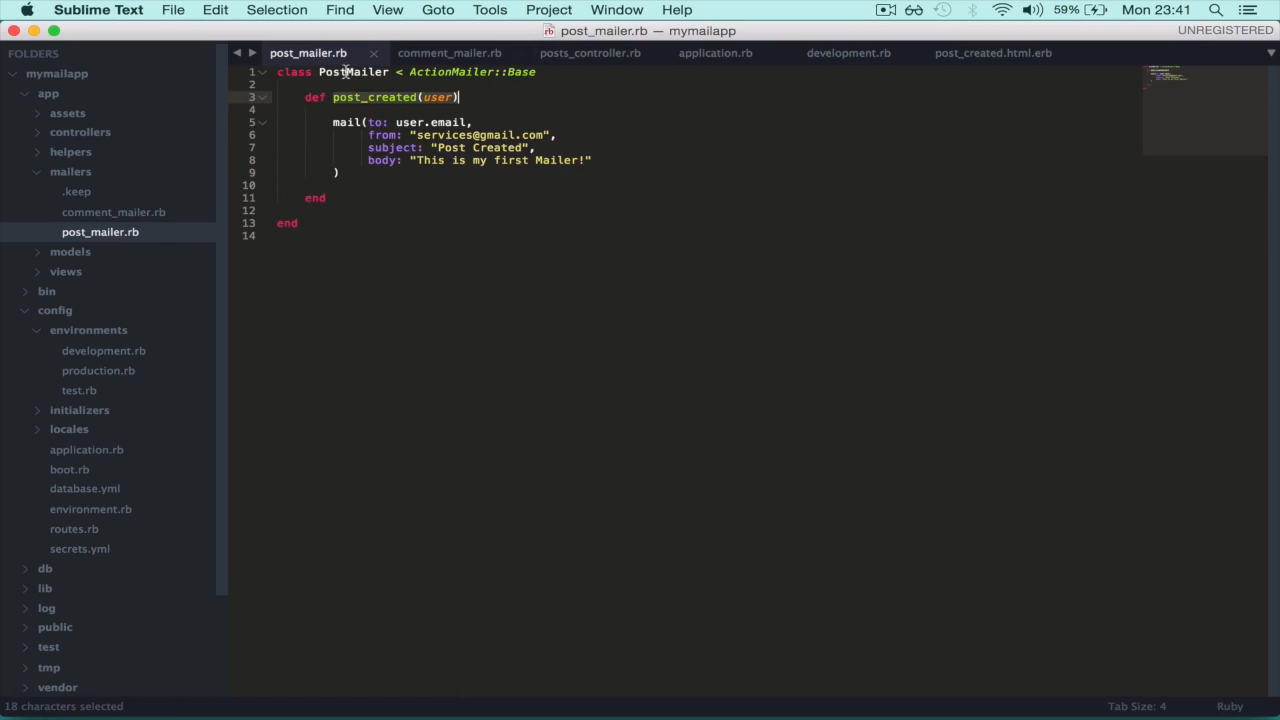 Sublime Text File Edit Selection Find View Goto Tools Project Window Help 59% Mon 23:41
post_mailer.rb — mymailapp UNREGISTERED
FOLDERS
mymailapp
app
assets
controllers
helpers
mailers
.keep
comment_mailer.rb
post_mailer.rb
models
views
bin
config
environments
development.rb
production.rb
test.rb
initializers
locales
application.rb
boot.rb
database.yml
environment.rb
routes.rb
secrets.yml
db
lib
log
public
test
tmp
vendor
post_mailer.rb comment_mailer.rb posts_controller.rb application.rb development.rb post_created.html.erb
1 class PostMailer < ActionMailer::Base
2
3 def post_created(user)
4
5 mail(to: user.email,
6 from: "services@gmail.com",
7 subject: "Post Created",
8 body: "This is my first Mailer!"
9 )
10
11 end
12
13 end
14
18 characters selected Tab Size: 4 Ruby